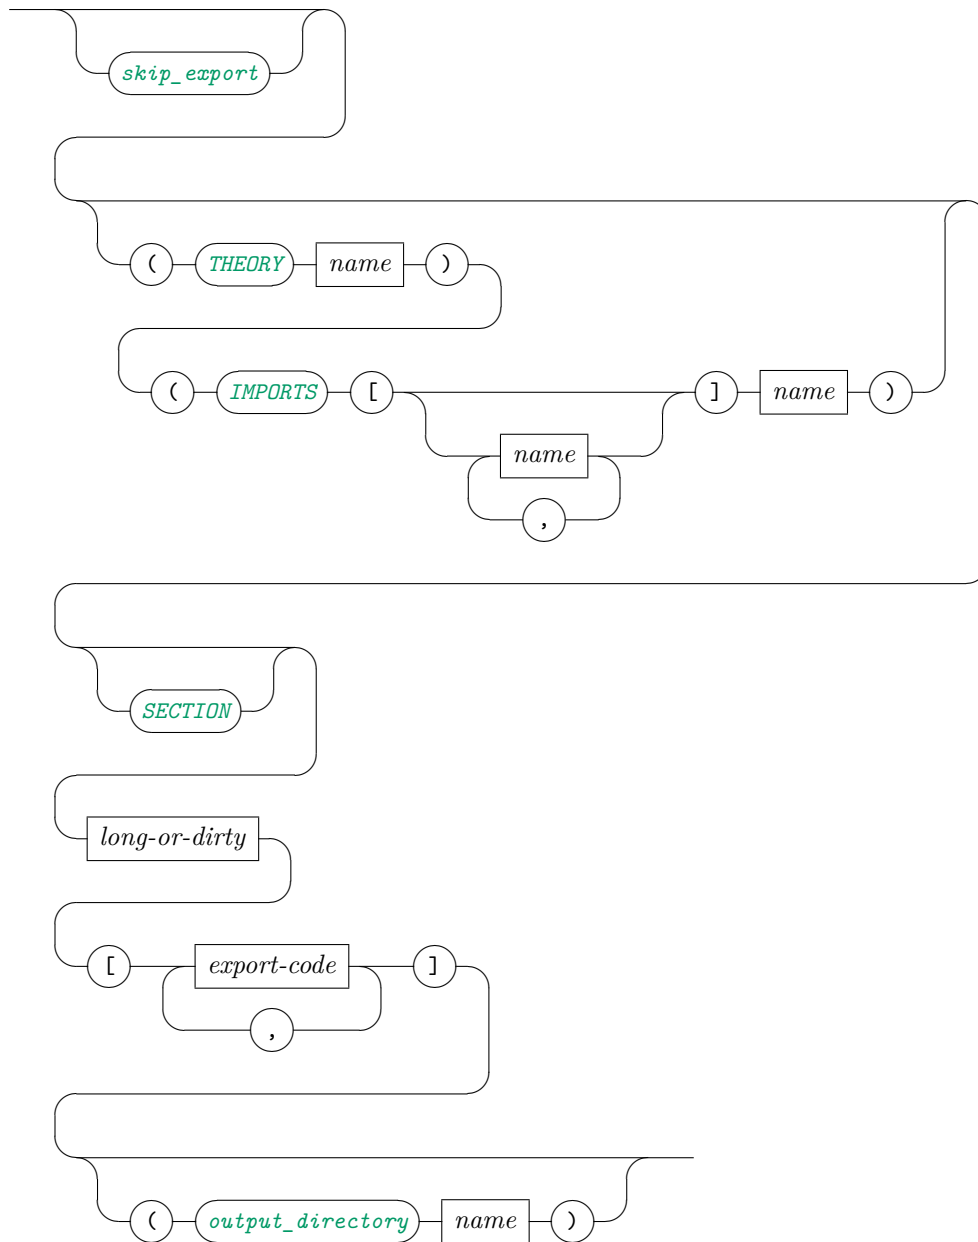 skip_export
( THEORY name )
( IMPORTS [ ] name )
name
,
SECTION
long-or-dirty
[ export-code ]
,
( output_directory name )